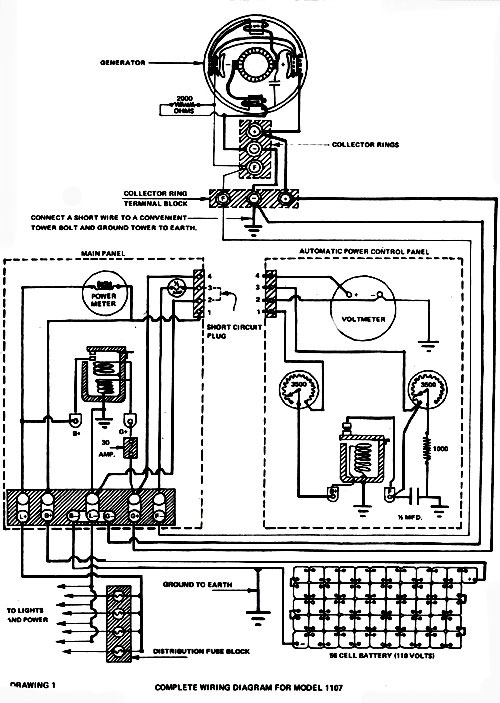 GENERATOR
2000
OHMS
COLLECTOR RINGS
COLLECTOR RING
TERMINAL BLOCK
CONNECT A SHORT WIRE TO A CONVENIENT
TOWER BOLT AND GROUND TOWER TO EARTH.
MAIN PANEL
AUTOMATIC POWER CONTROL PANEL
POWER
METER
4
3
2
1
4
3
2
1
+ -
VOLTMETER
SHORT CIRCUIT
PLUG
3500
3500
B+
G+
30
AMP.
1000
½ MFD.
L+
B+
B-
L-
G-
G+
F-
GROUND TO EARTH
TO LIGHTS
AND POWER
DISTRIBUTION FUSE BLOCK
56 CELL BATTERY (110 VOLTS)
DRAWING 1
COMPLETE WIRING DIAGRAM FOR MODEL 1107